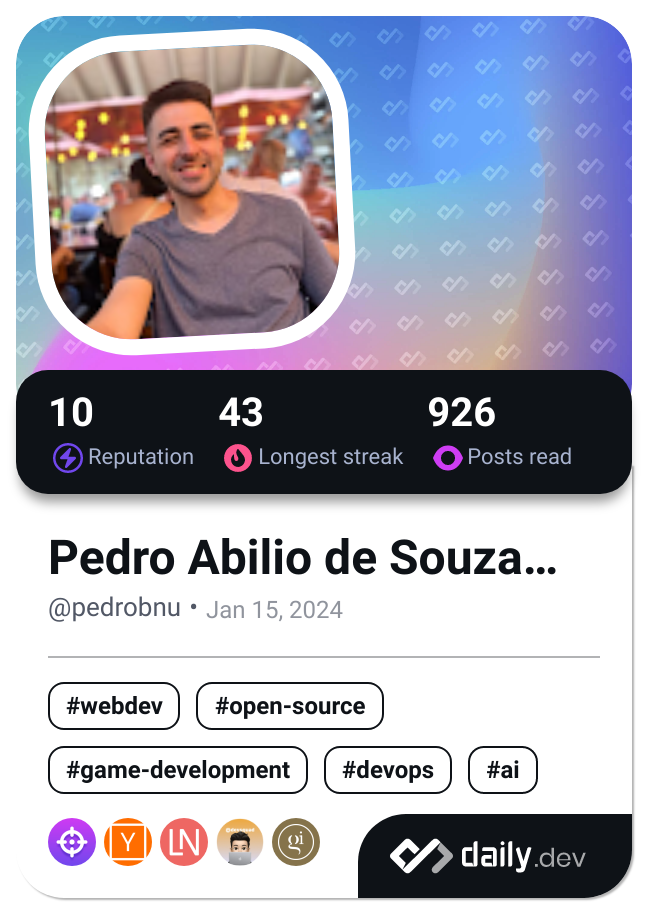 10 43 926
Reputation Longest streak Posts read
Pedro Abilio de Souza...
@pedrobnu • Jan 15, 2024
#webdev #open-source
#game-development #devops #ai
Y LN gi
daily.dev